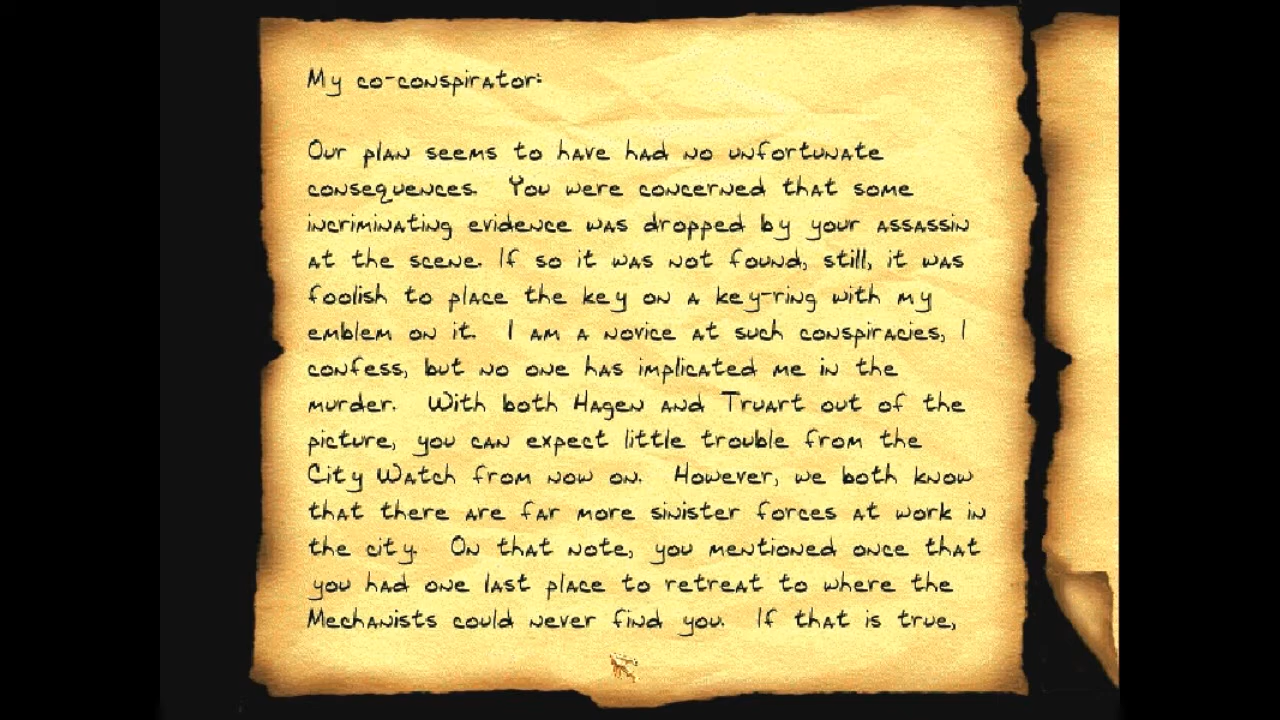 My co-conspirator:
Our plan seems to have had no unfortunate
consequences.  You were concerned that some
incriminating evidence was dropped by your assassin
at the scene. If so it was not found, still, it was
foolish to place the key on a key-ring with my
emblem on it.  I am a novice at such conspiracies, I
confess, but no one has implicated me in the
murder.  With both Hagen and Truart out of the
picture, you can expect little trouble from the
City Watch from now on.  However, we both know
that there are far more sinister forces at work in
the city.  On that note, you mentioned once that
you had one last place to retreat to where the
Mechanists could never find you.  If that is true,